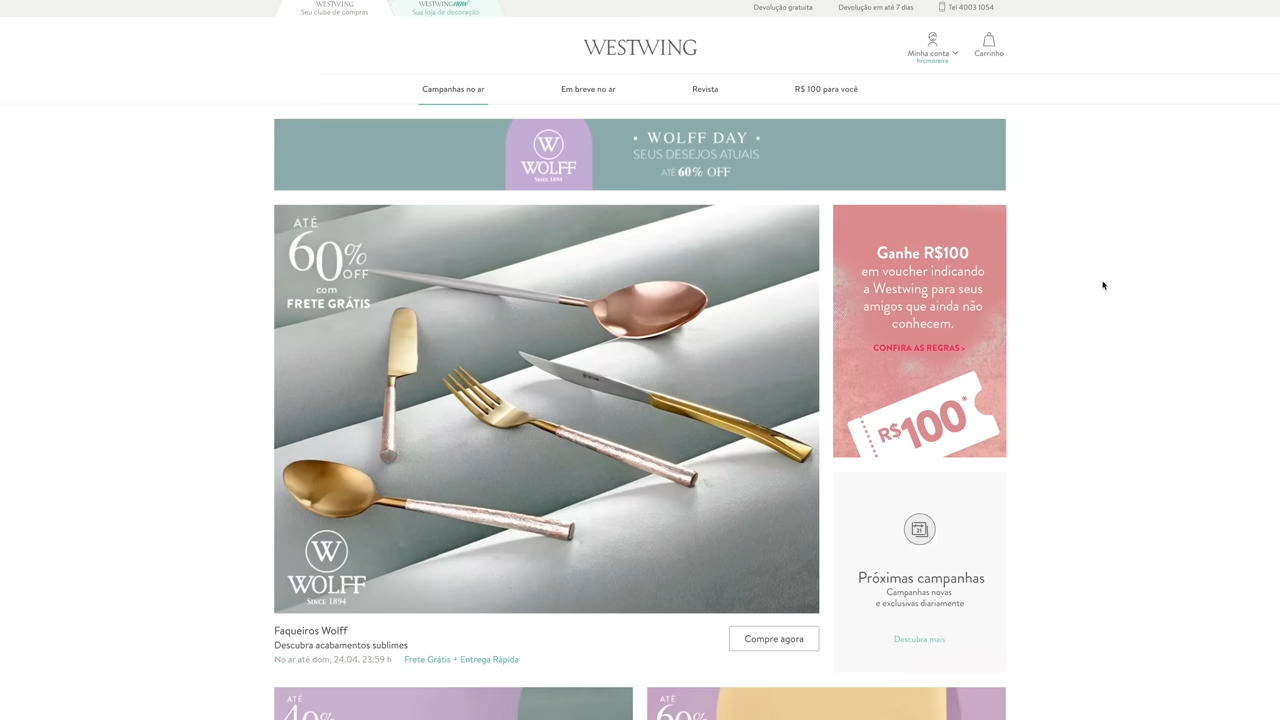 WESTWING
Seu clube de compras
WESTWINGNOW
Sua loja de decoração
Devolução gratuita
Devolução em até 7 dias
Tel 4003 1054
WESTWING
Minha conta
hrcmoreira
Carrinho
Campanhas no ar
Em breve no ar
Revista
R$ 100 para você
W
WOLFF
SINCE 1894
• WOLFF DAY •
SEUS DESEJOS ATUAIS
ATÉ 60% OFF
ATÉ
60%
OFF
com
FRETE GRÁTIS
W
WOLFF
SINCE 1894
Ganhe R$100
em voucher indicando
a Westwing para seus
amigos que ainda não
conhecem.
CONFIRA AS REGRAS >
R$100*
21
Próximas campanhas
Campanhas novas
e exclusivas diariamente
Descubra mais
Faqueiros Wolff
Descubra acabamentos sublimes
No ar até dom, 24.04. 23:59 h
Frete Grátis + Entrega Rápida
Compre agora
ATÉ
40%
ATÉ
60%